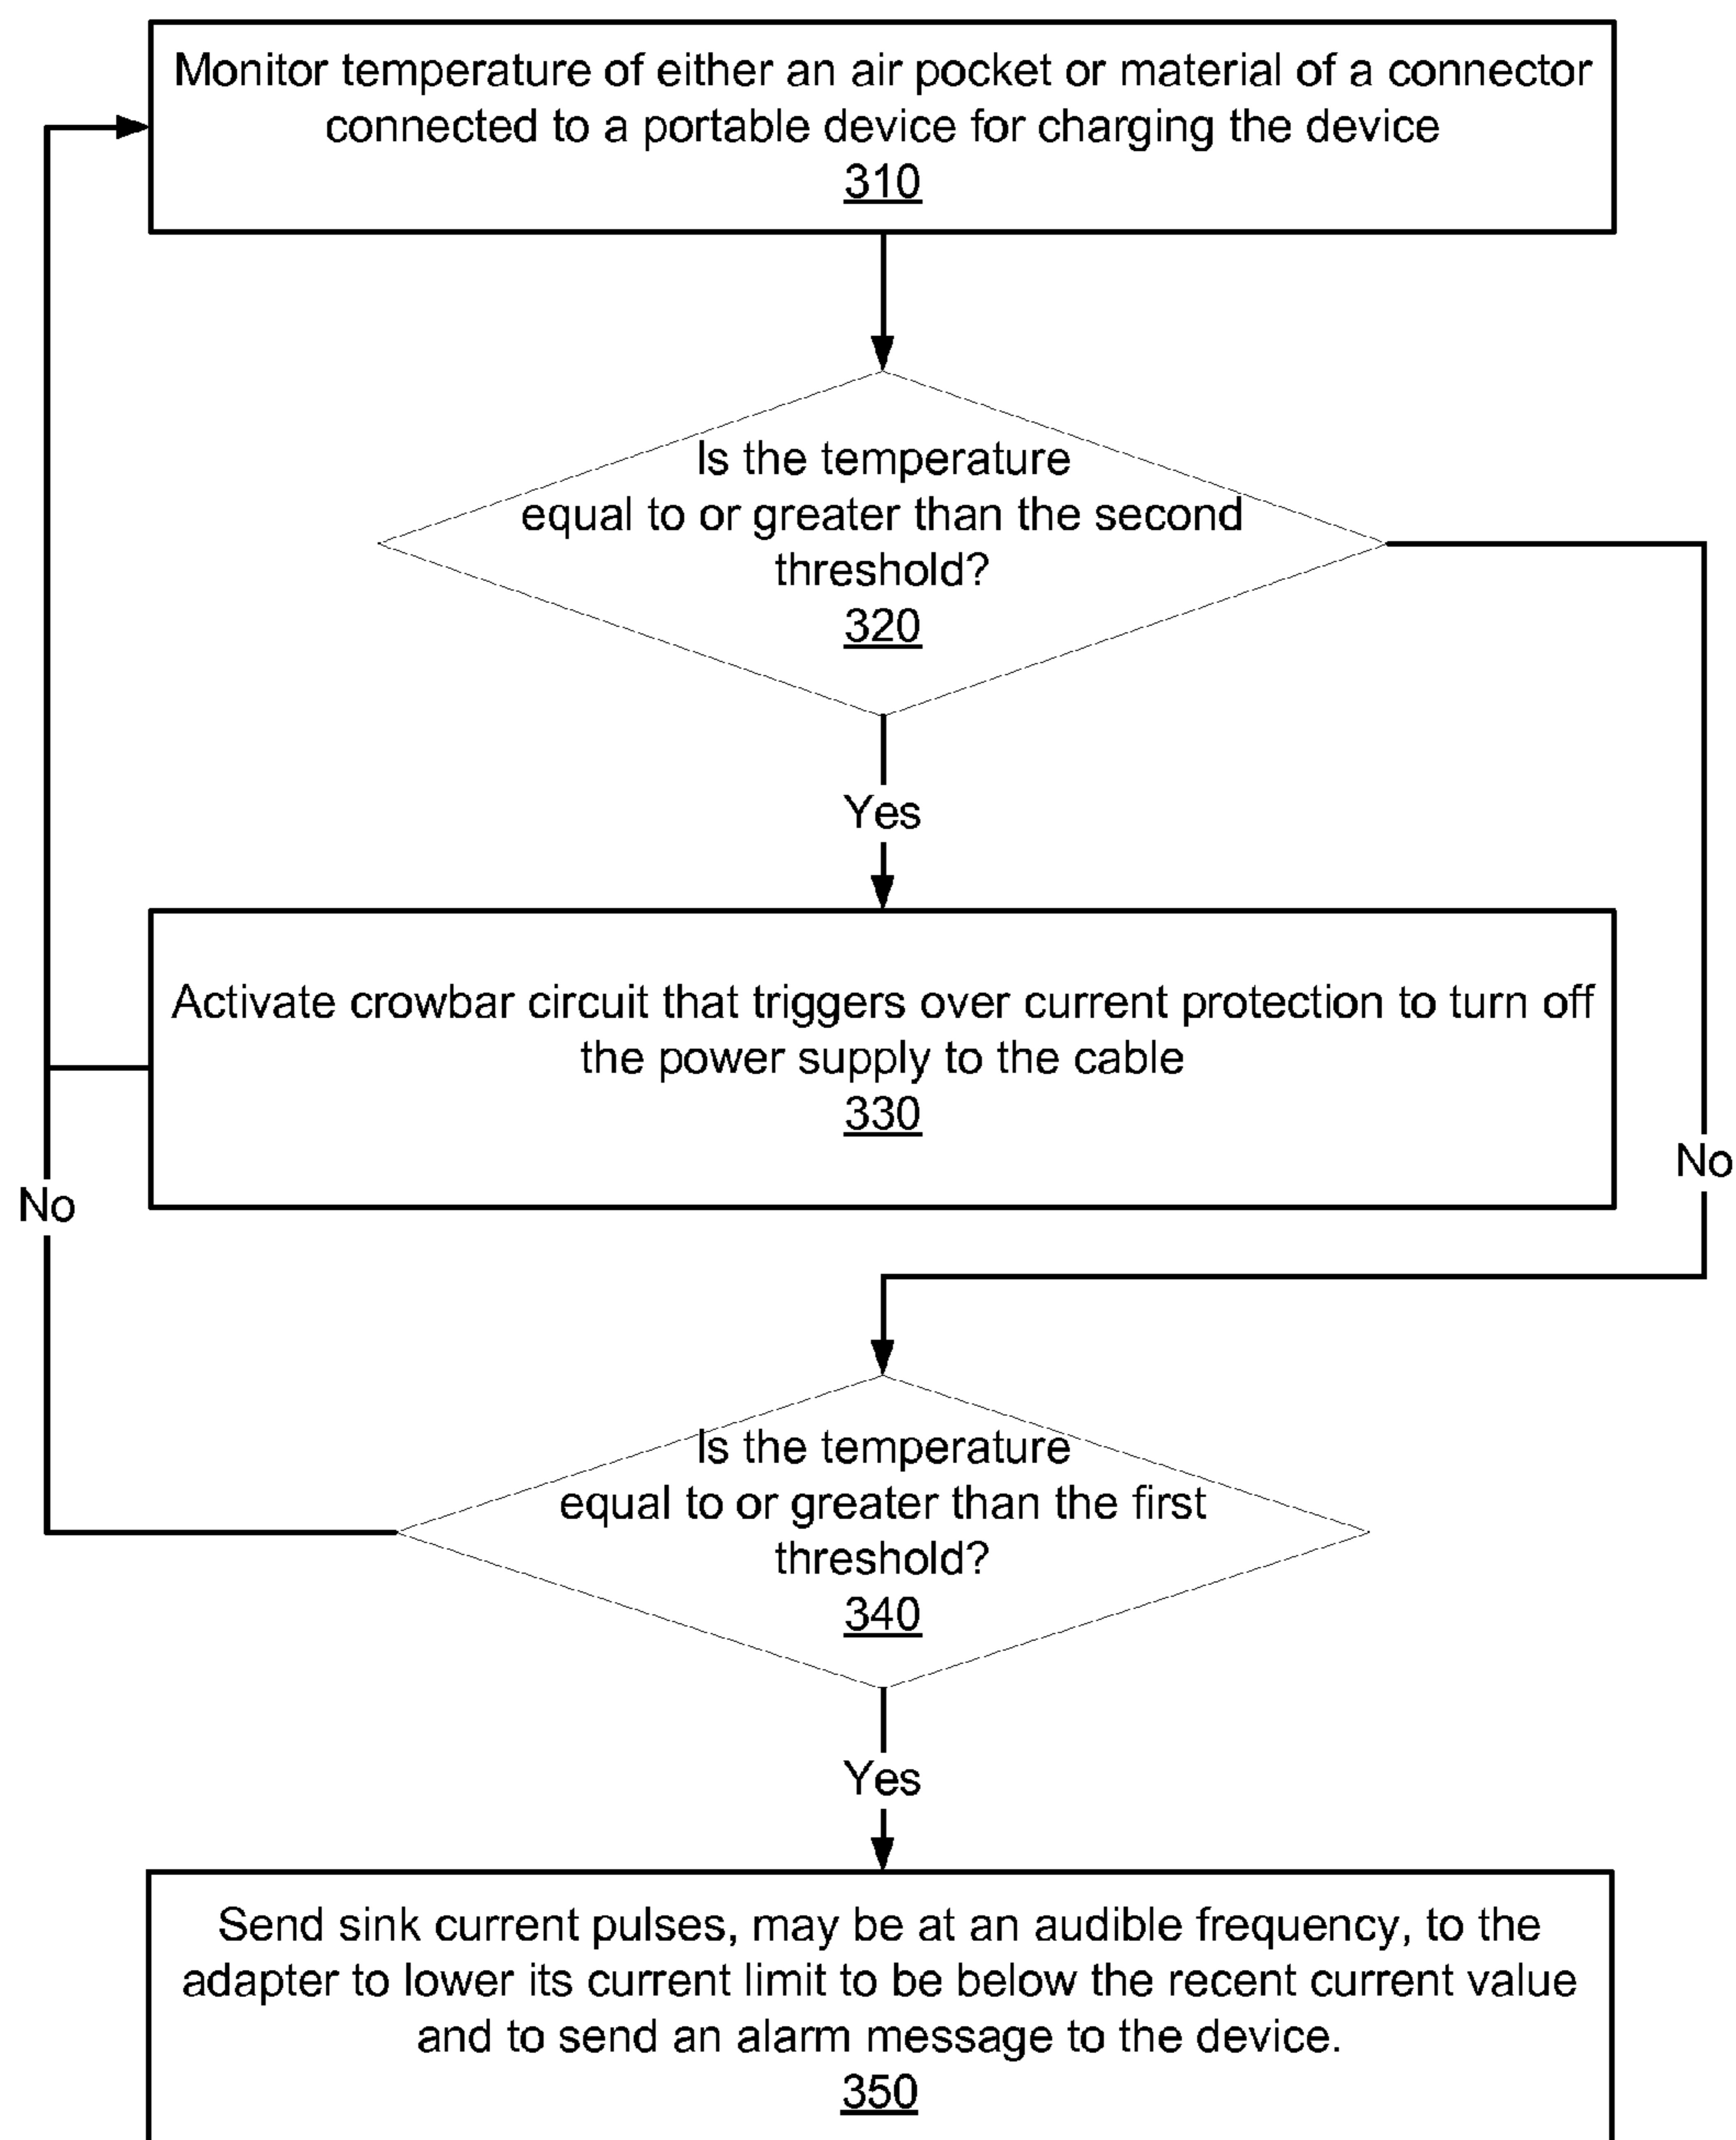 Monitor temperature of either an air pocket or material of a connector
connected to a portable device for charging the device
310
Is the temperature
equal to or greater than the second
threshold?
320
Yes
Activate crowbar circuit that triggers over current protection to turn off
the power supply to the cable
330
No
No
Is the temperature
equal to or greater than the first
threshold?
340
Yes
Send sink current pulses, may be at an audible frequency, to the
adapter to lower its current limit to be below the recent current value
and to send an alarm message to the device.
350